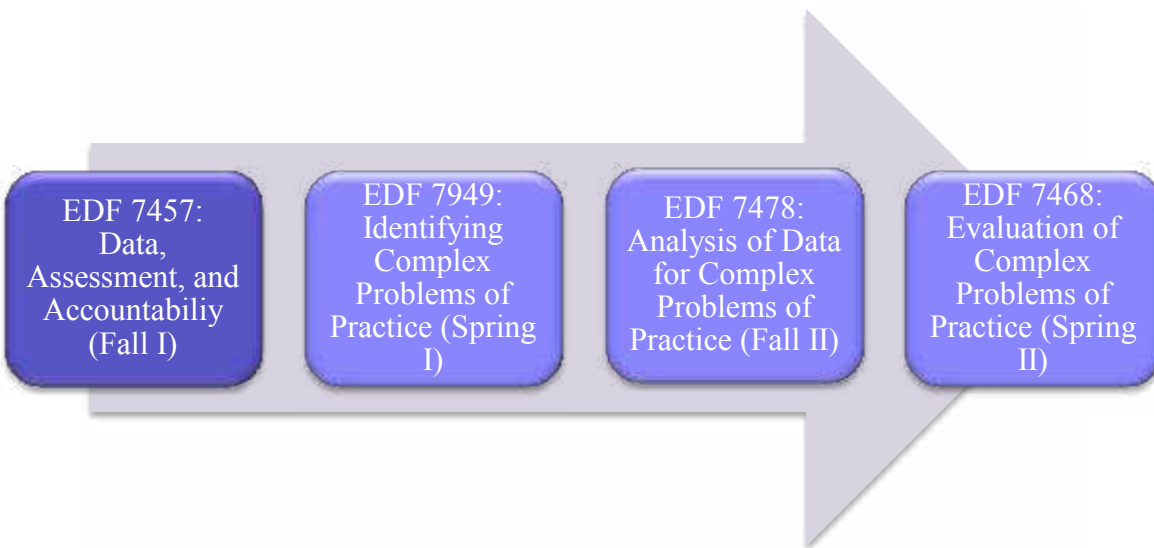 EDF 7457:
Data,
Assessment, and
Accountabiliy
(Fall I)
EDF 7949:
Identifying
Complex
Problems of
Practice (Spring
I)
EDF 7478:
Analysis of Data
for Complex
Problems of
Practice (Fall II)
EDF 7468:
Evaluation of
Complex
Problems of
Practice (Spring
II)